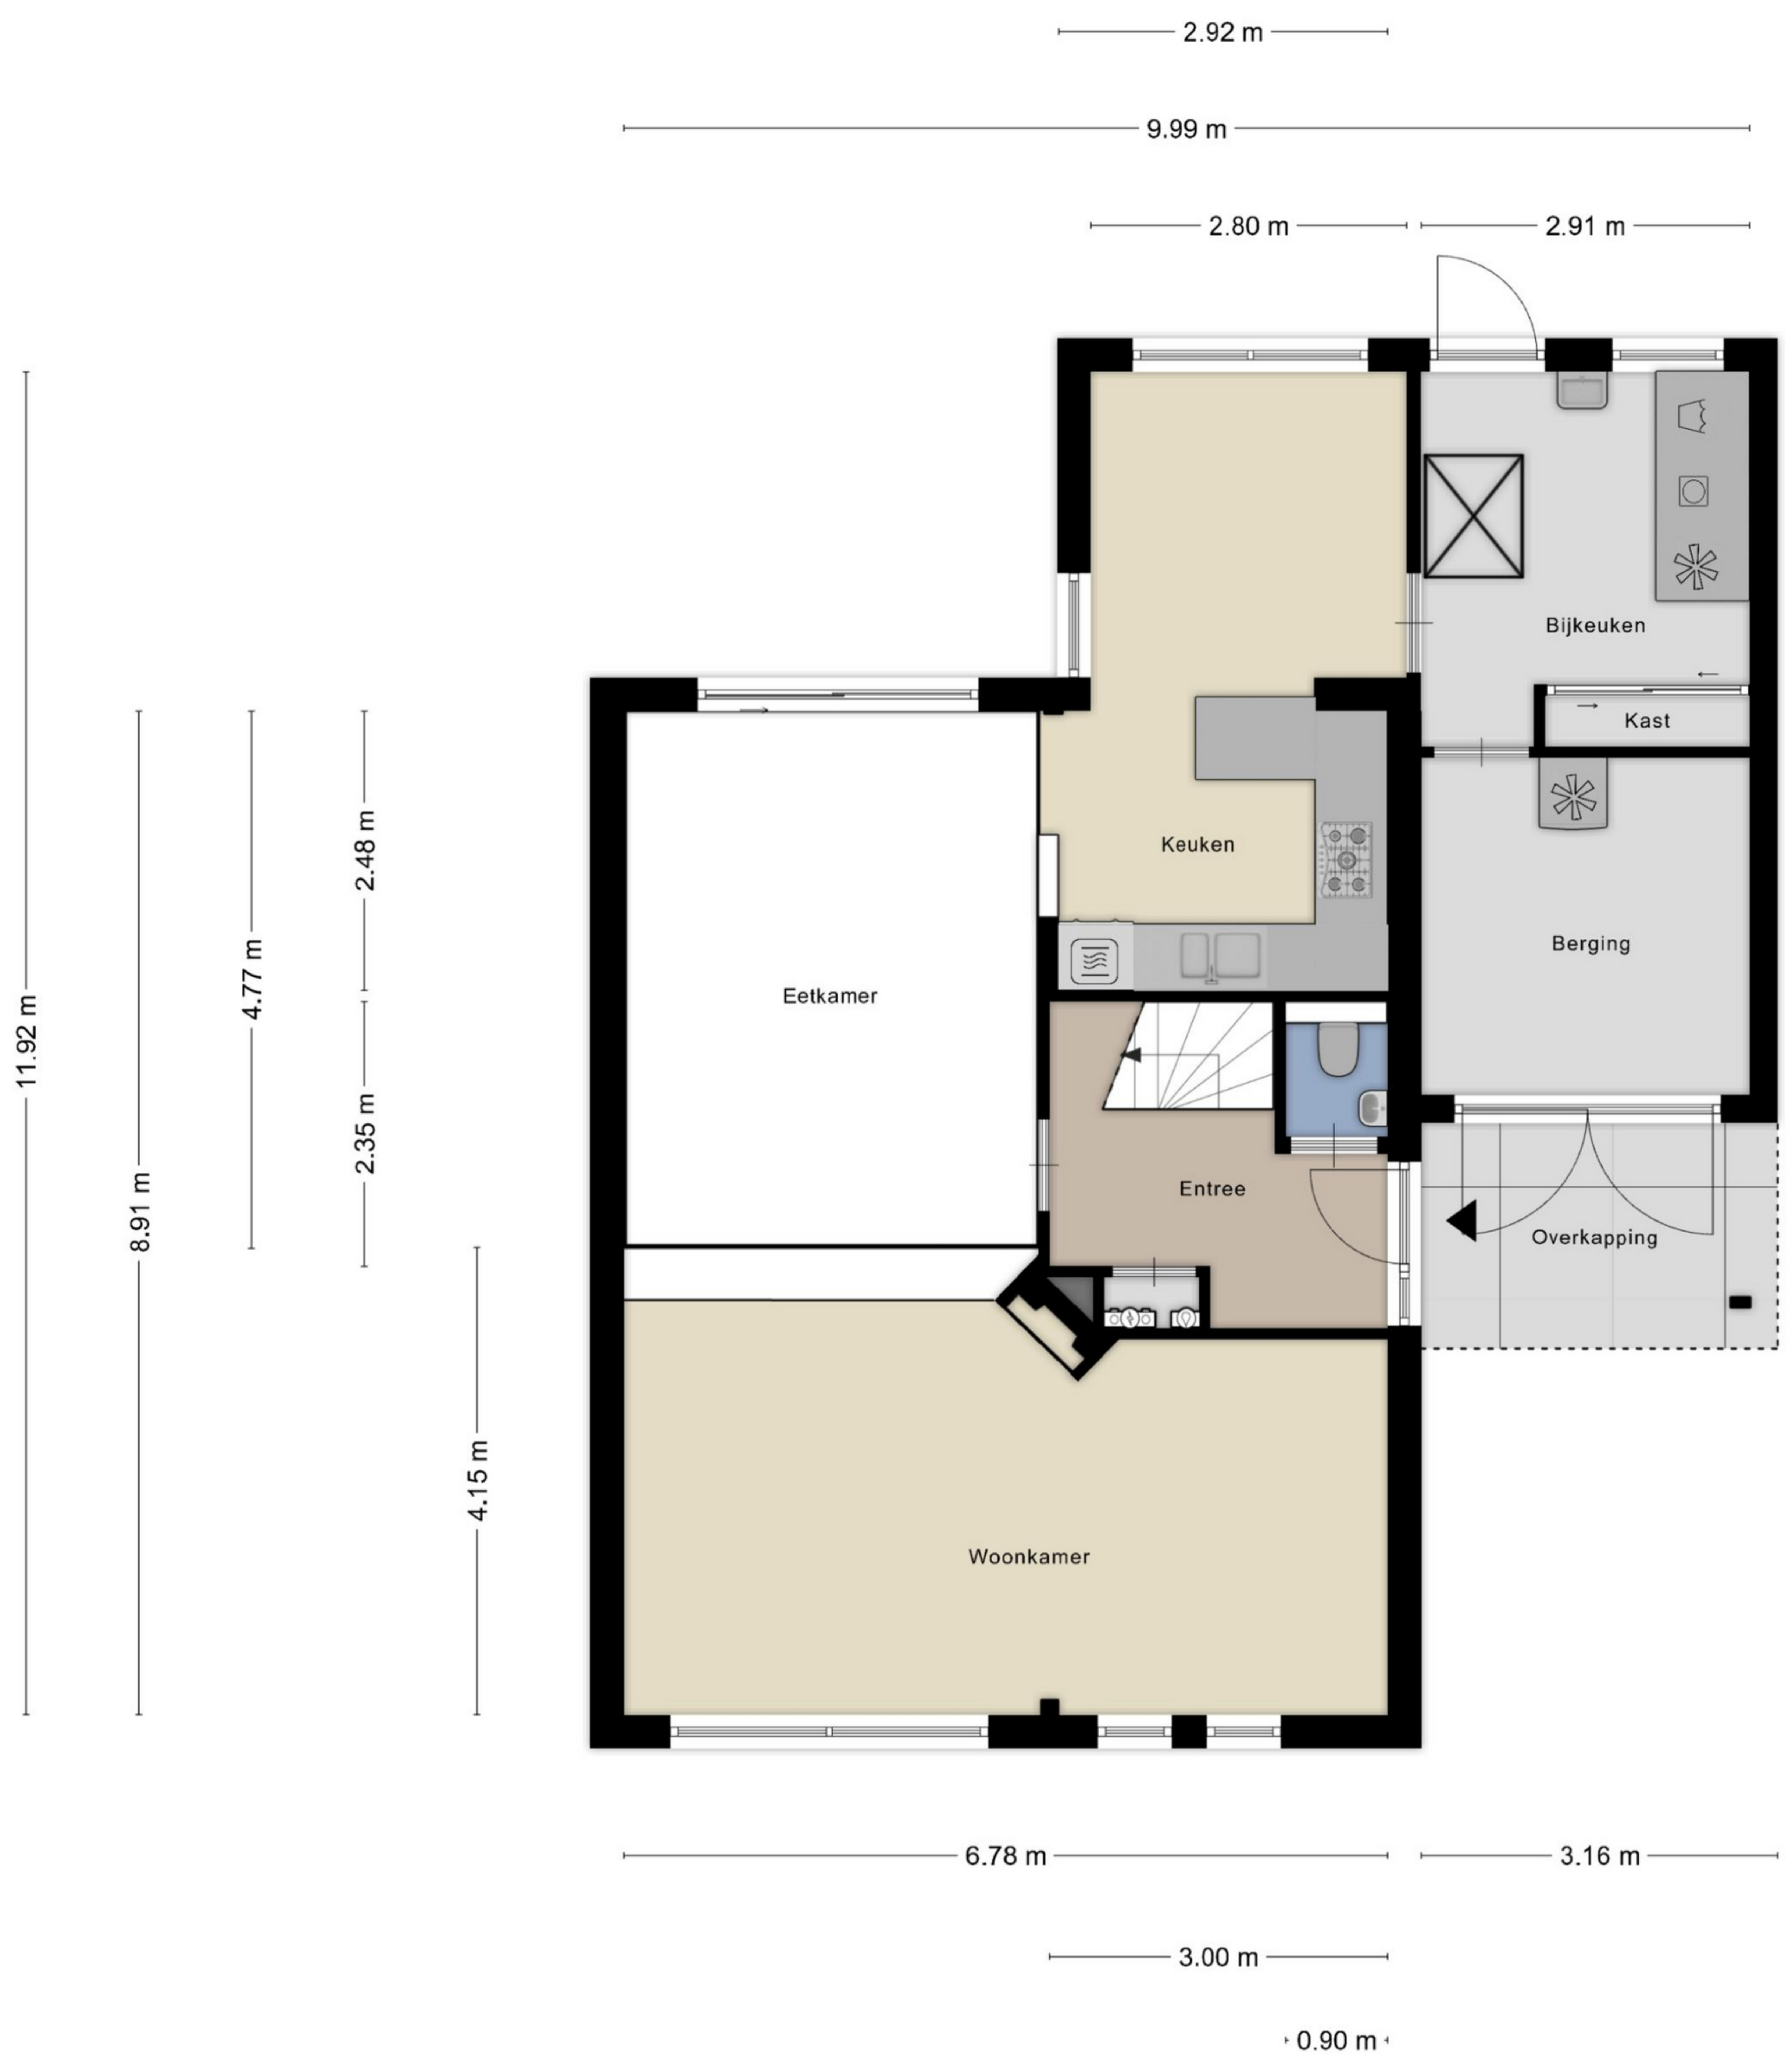 2.92 m
9.99 m
2.80 m
2.91 m
Bijkeuken
Kast
Keuken
2.48 m
Berging
4.77 m
Eetkamer
11.92 m
2.35 m
Entree
8.91 m
Overkapping
4.15 m
Woonkamer
6.78 m
3.16 m
3.00 m
0.90 m